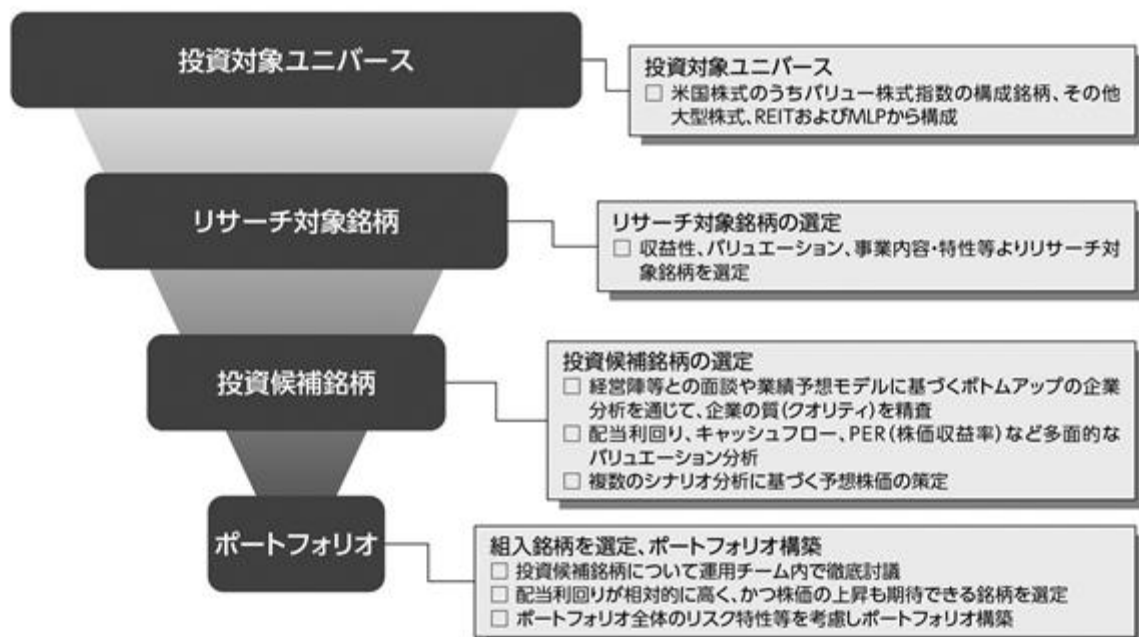 投資対象ユニバース
投資対象ユニバース
□ 米国株式のうちバリュー株式指数の構成銘柄、その他
大型株式、REITおよびMLPから構成
リサーチ対象銘柄
リサーチ対象銘柄の選定
□ 収益性、バリュエーション、事業内容・特性等よりリサーチ対
象銘柄を選定
投資候補銘柄
投資候補銘柄の選定
□ 経営陣等との面談や業績予想モデルに基づくボトムアップの企業
分析を通じて、企業の質(クオリティ)を精査
□ 配当利回り、キャッシュフロー、PER(株価収益率)など多面的な
バリュエーション分析
□ 複数のシナリオ分析に基づく予想株価の策定
ポートフォリオ
組入銘柄を選定、ポートフォリオ構築
□ 投資候補銘柄について運用チーム内で徹底討議
□ 配当利回りが相対的に高く、かつ株価の上昇も期待できる銘柄を選定
□ ポートフォリオ全体のリスク特性等を考慮しポートフォリオ構築